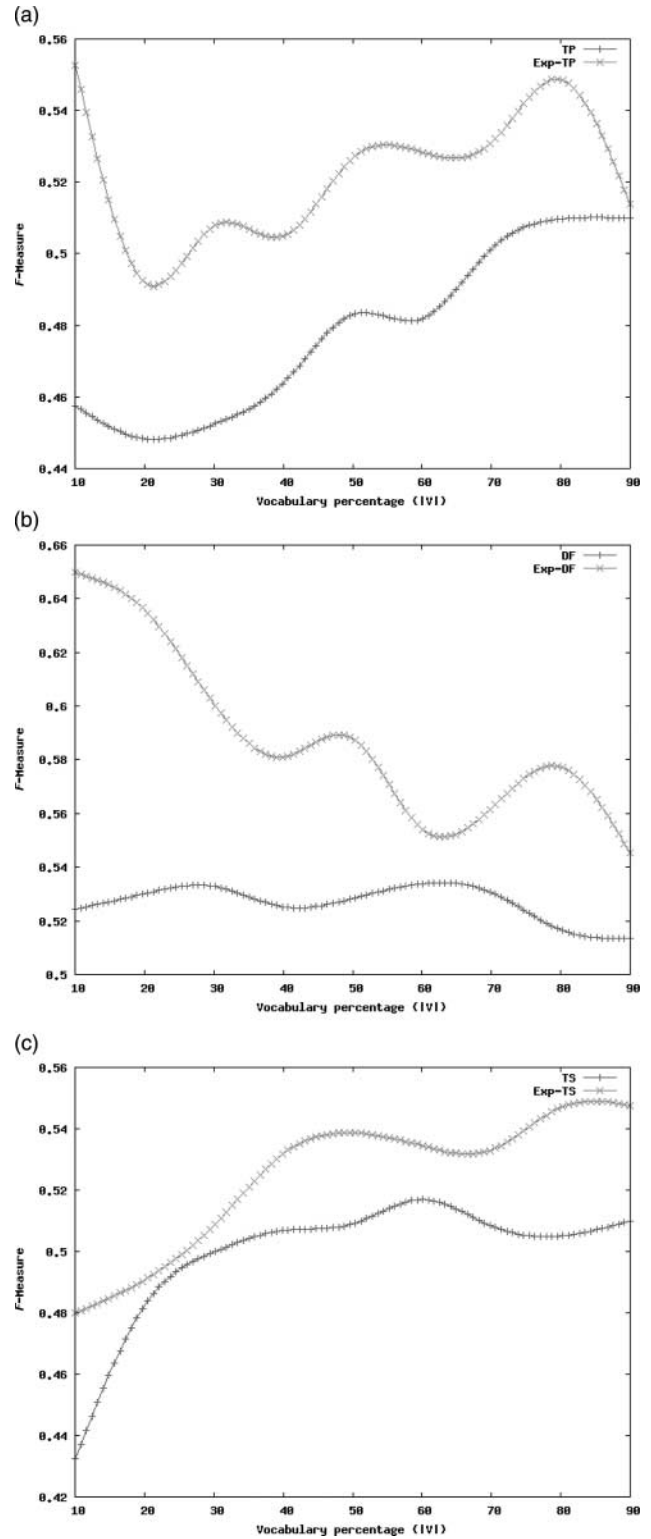 (a)
0.56
TP
Exp-TP
0.54
0.52
0.5
0.48
0.46
0.44
F-Measure
10 20 30 40 50 60 70 80 90
Vocabulary percentage (|V|)
(b)
0.66
DF
Exp-DF
0.64
0.62
0.6
0.58
0.56
0.54
0.52
0.5
F-Measure
10 20 30 40 50 60 70 80 90
Vocabulary percentage (|V|)
(c)
0.56
TS
Exp-TS
0.54
0.52
0.5
0.48
0.46
0.44
0.42
F-Measure
10 20 30 40 50 60 70 80 90
Vocabulary percentage (|V|)